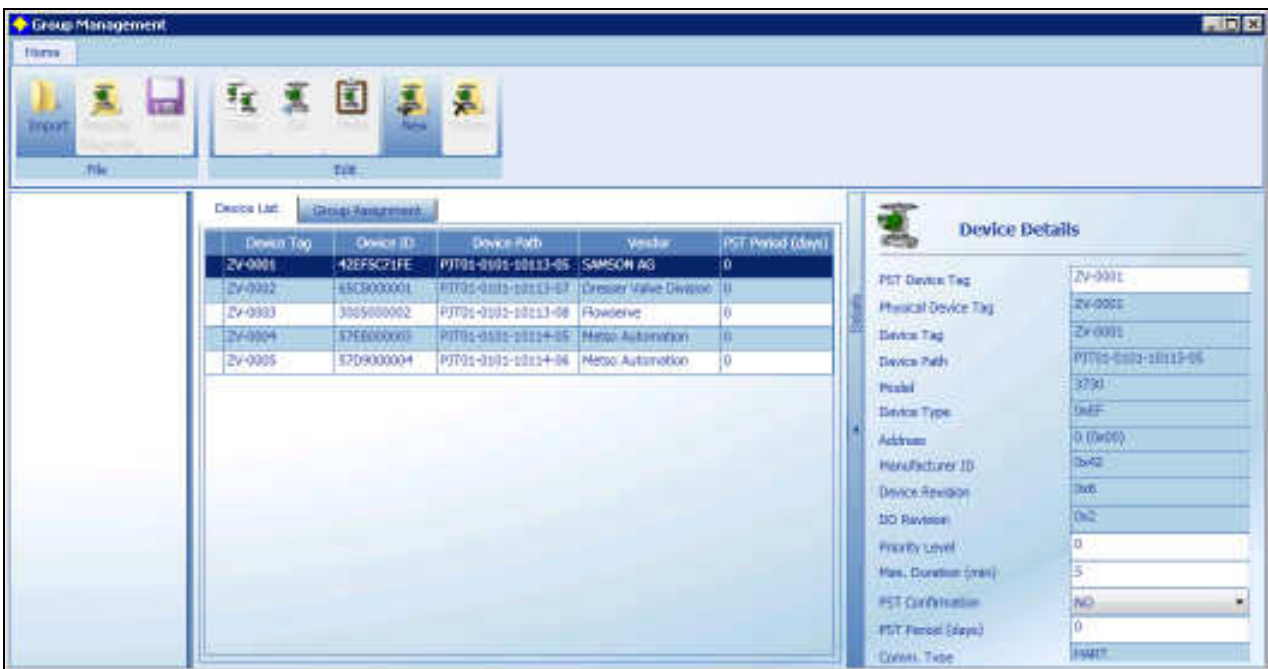 Group Management
Home
Import
New
File
Edit
Device List
Group Assignment
Device Tag Device ID Device Path Vendor PST Period (days)
ZV-0001 42EF5C71FE PJT01-0101-10113-05 SAMSON AG 0
ZV-0002 PJT01-0101-10113-07 Dresser Valve Division 0
ZV-0003 3005000002 PJT01-0101-10113-08 Flowserve 0
ZV-0004 57EB000003 PJT01-0101-10114-05 Metso Automation 0
ZV-0005 57D9000004 PJT01-0101-10114-06 Metso Automation 0
Details
Device Details
PST Device Tag ZV-0001
Physical Device Tag ZV-0001
Device Tag ZV-0001
Device Path PJT01-0101-10113-05
Model 3730
Device Type 0xEF
Address 0 (0x00)
Manufacturer ID 0x42
Device Revision 0x6
DD Revision 0x2
Priority Level 0
Max. Duration (min) 5
PST Confirmation NO
PST Period (days) 0
Comm. Type HART